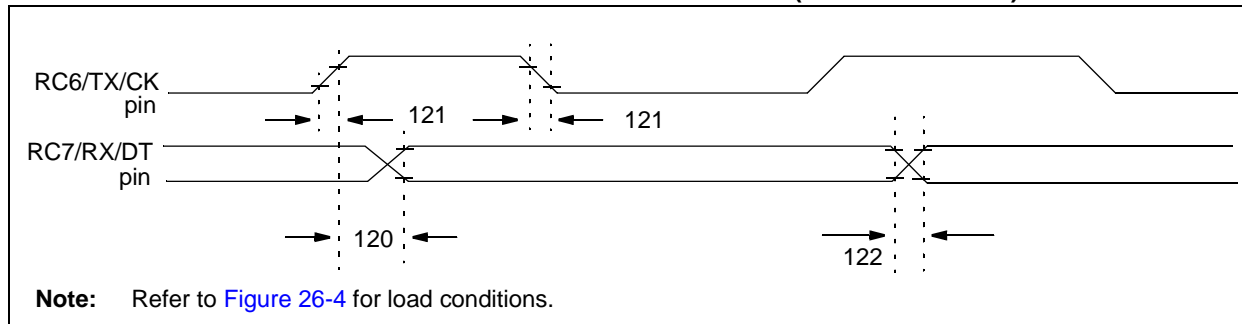 RC6/TX/CK
pin
121
121
RC7/RX/DT
pin
120
122
Note: Refer to Figure 26-4 for load conditions.